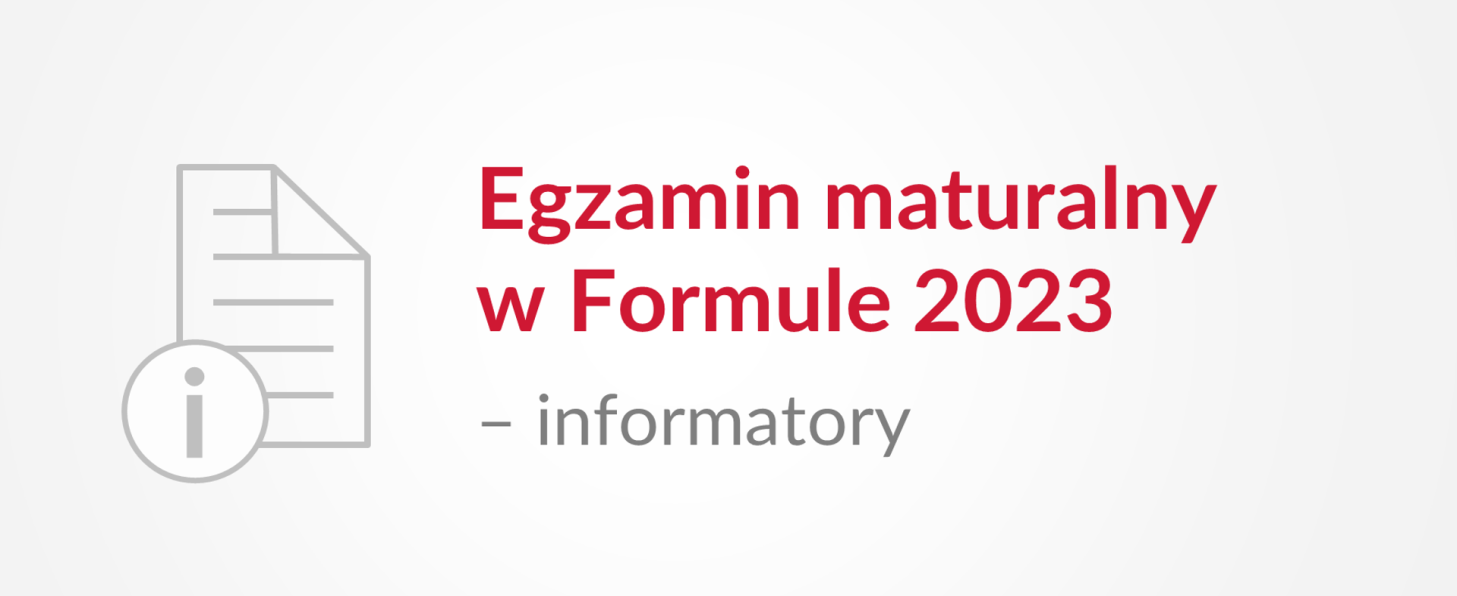 Egzamin maturalny
w Formule 2023
– informatory
i